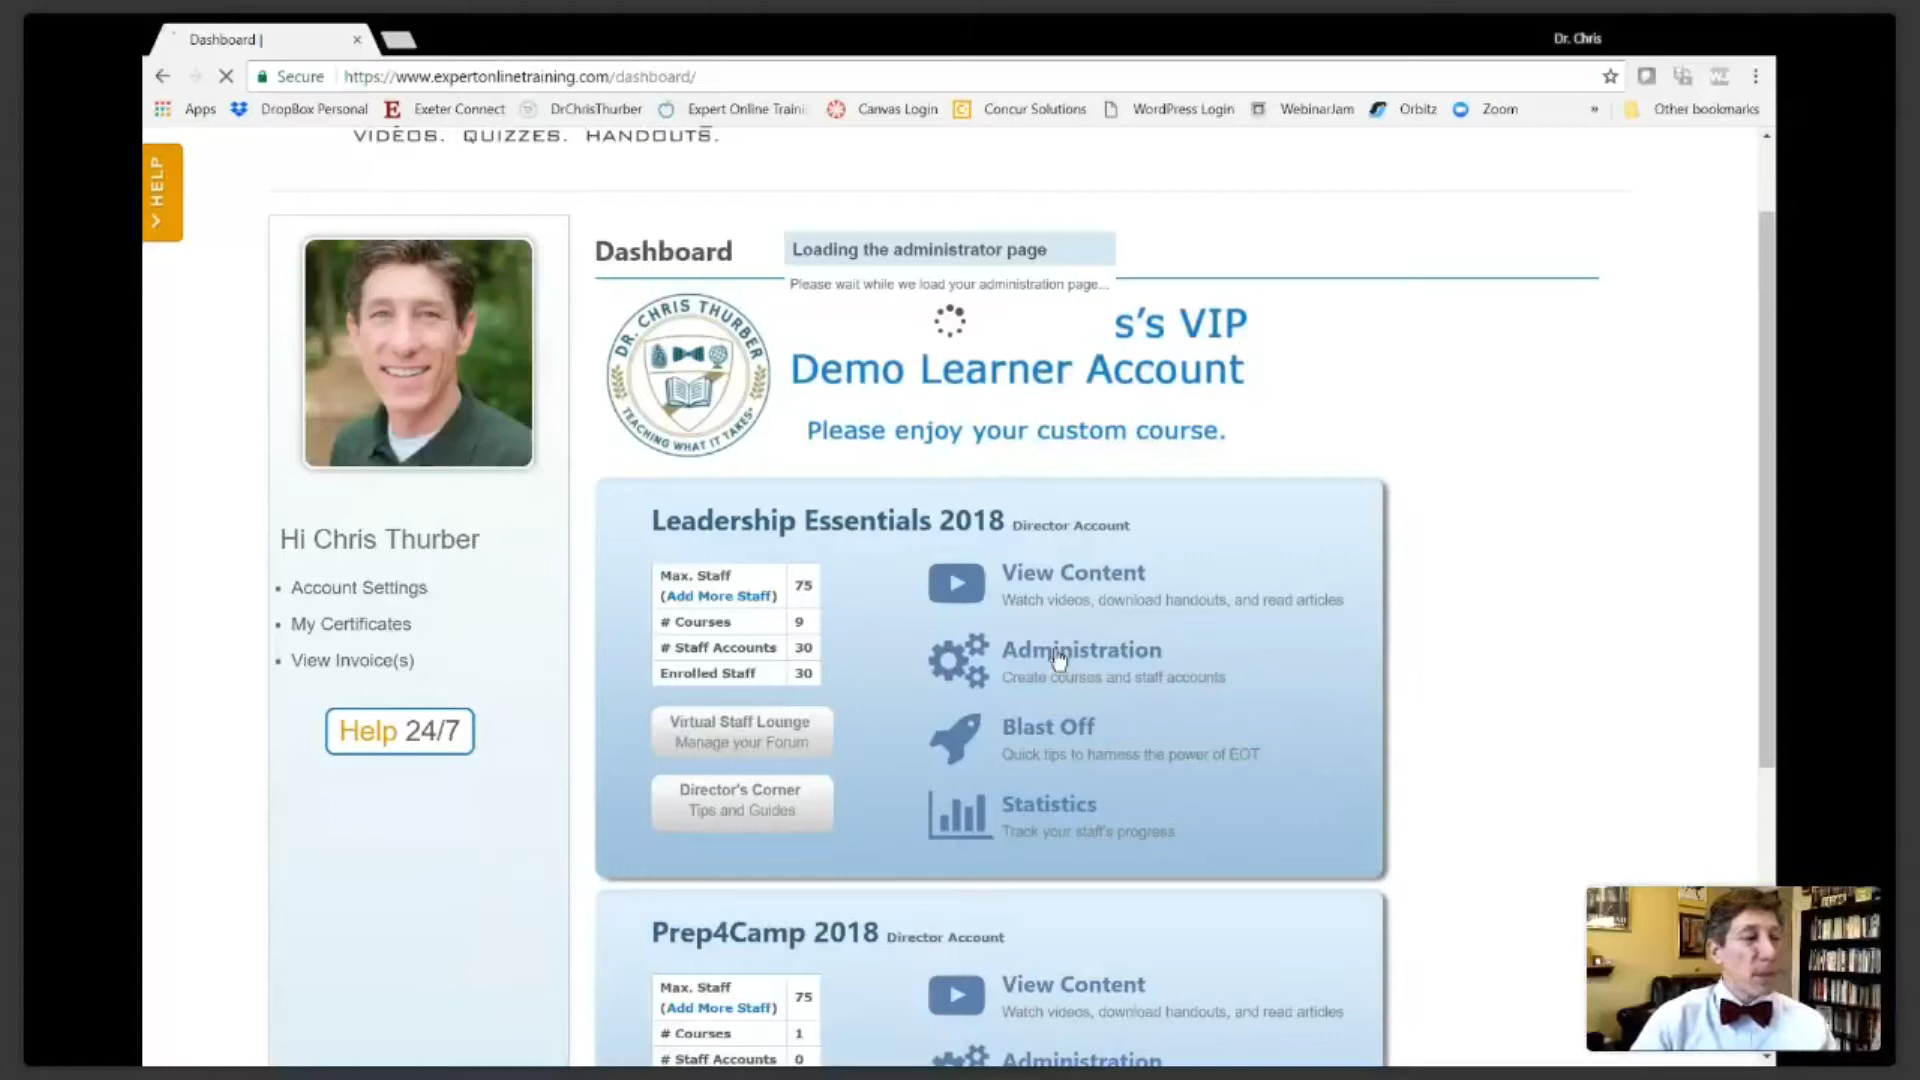 Dashboard |
Dr. Chris
Secure https://www.expertonlinetraining.com/dashboard/
Apps DropBox Personal Exeter Connect DrChrisThurber Expert Online Traini Canvas Login Concur Solutions WordPress Login WebinarJam Orbitz Zoom » Other bookmarks
VIDEOS. QUIZZES. HANDOUTS.
HELP
Dashboard
Loading the administrator page
Please wait while we load your administration page...
DR. CHRIS THURBER
TEACHING WHAT IT TAKES
s's VIP
Demo Learner Account
Please enjoy your custom course.
Hi Chris Thurber
• Account Settings
• My Certificates
• View Invoice(s)
Help 24/7
Leadership Essentials 2018 Director Account
Max. Staff
(Add More Staff) 75
# Courses 9
# Staff Accounts 30
Enrolled Staff 30
Virtual Staff Lounge
Manage your Forum
Director's Corner
Tips and Guides
View Content
Watch videos, download handouts, and read articles
Administration
Create courses and staff accounts
Blast Off
Quick tips to harness the power of EOT
Statistics
Track your staff's progress
Prep4Camp 2018 Director Account
Max. Staff
(Add More Staff) 75
# Courses 1
# Staff Accounts 0
View Content
Watch videos, download handouts, and read articles
Administration